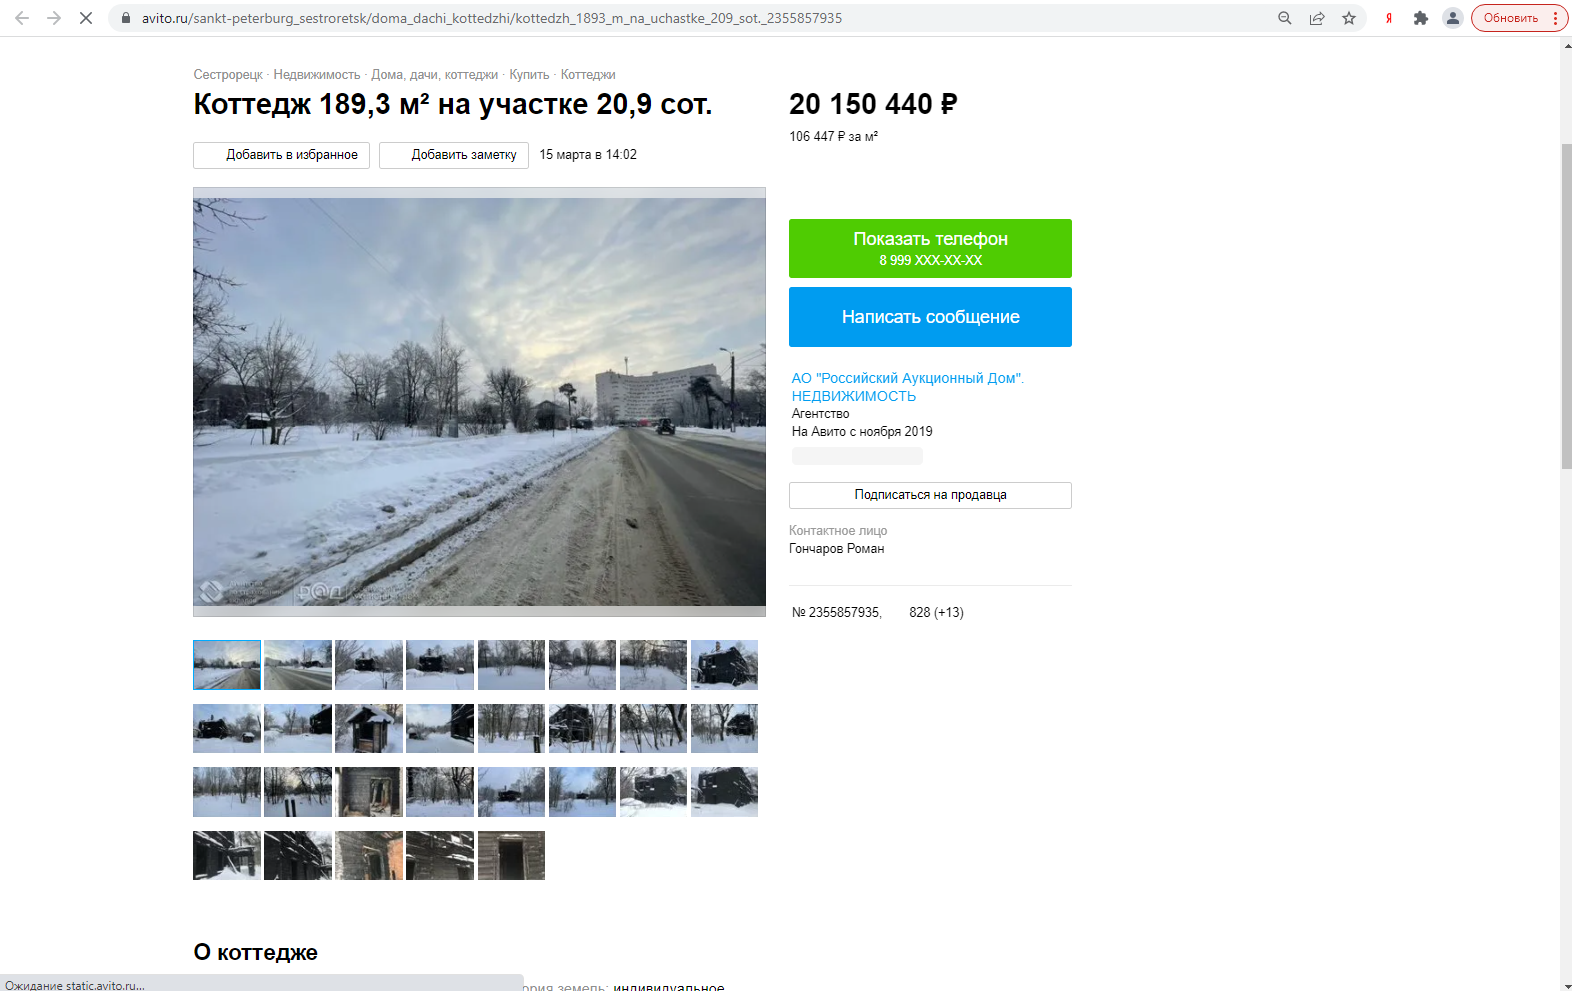 avito.ru/sankt-peterburg_sestroretsk/doma_dachi_kottedzhi/kottedzh_1893_m_na_uchastke_209_sot._2355857935
Я
Обновить
Сестрорецк · Недвижимость · Дома, дачи, коттеджи · Купить · Коттеджи
Коттедж 189,3 м² на участке 20,9 сот.
20 150 440 ₽
106 447 ₽ за м²
Добавить в избранное
Добавить заметку
15 марта в 14:02
Показать телефон
8 999 XXX-XX-XX
Написать сообщение
АО "Российский Аукционный Дом".
НЕДВИЖИМОСТЬ
Агентство
На Авито с ноября 2019
Подписаться на продавца
Контактное лицо
Гончаров Роман
№ 2355857935,
828 (+13)
О коттедже
Ожидание static.avito.ru...
земель: индивидуальное